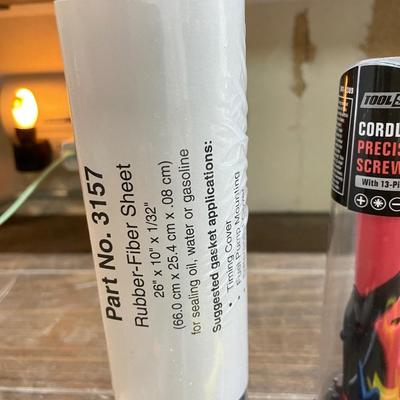 Part No. 3157
Rubber-Fiber Sheet
26" x 10" x 1/32"
(66.0 cm x 25.4 cm x .08 cm)
for sealing oil, water or gasoline
Suggested gasket applications:
• Timing Cover
• Fuel Pump Mounting
TOOL
CORDL
PRECIS
SCREW
With 13-Pi